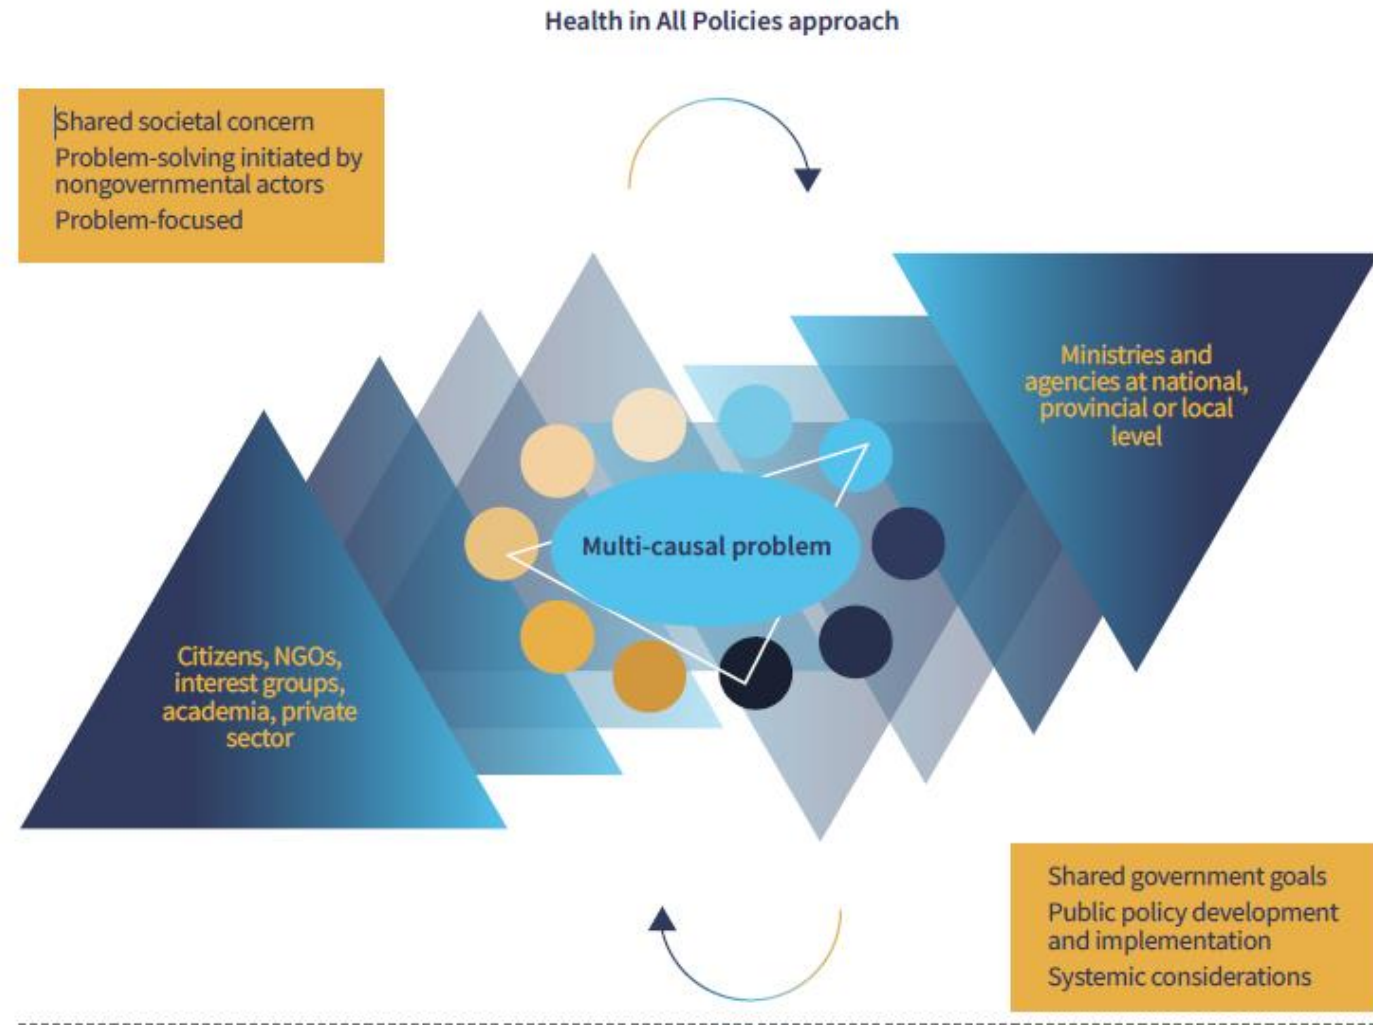 Health in All Policies approach
Shared societal concern
Problem-solving initiated by
nongovernmental actors
Problem-focused
Ministries and
agencies at national,
provincial or local
level
Multi-causal problem
Citizens, NGOs,
interest groups,
academia, private
sector
Shared government goals
Public policy development
and implementation
Systemic considerations